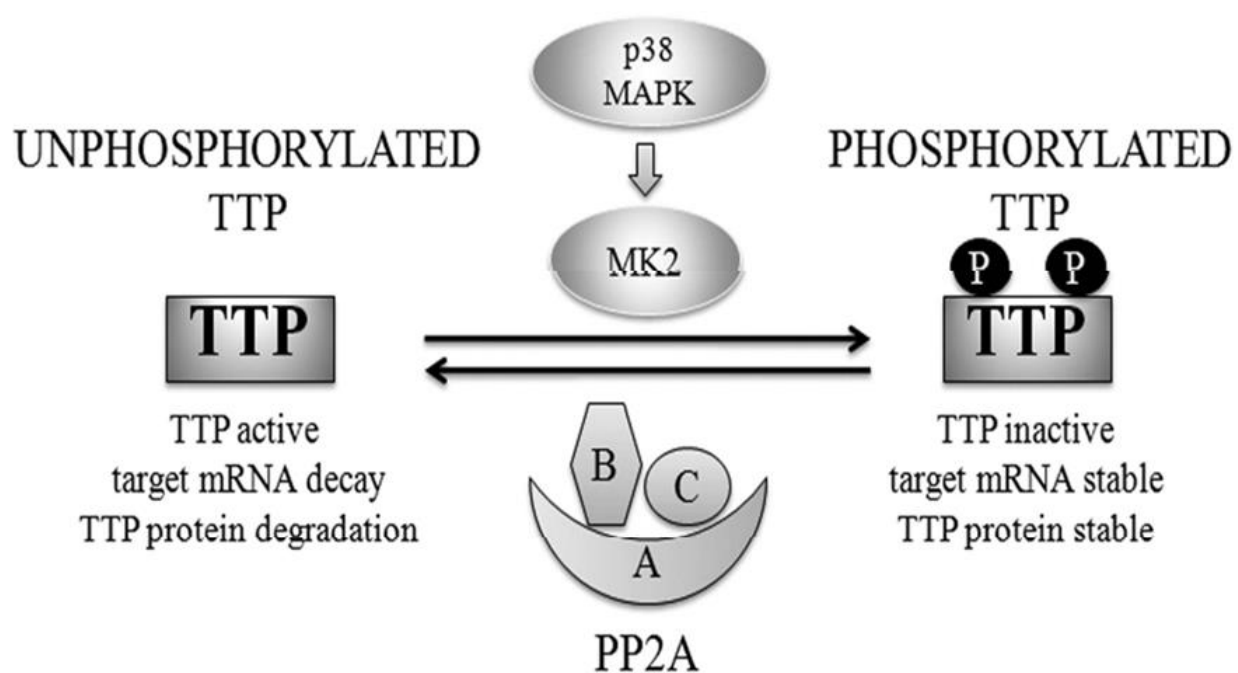 p38
MAPK
UNPHOSPHORYLATED
TTP
PHOSPHORYLATED
TTP
MK2
P P
TTP
TTP
TTP active
target mRNA decay
TTP protein degradation
TTP inactive
target mRNA stable
TTP protein stable
B
C
A
PP2A